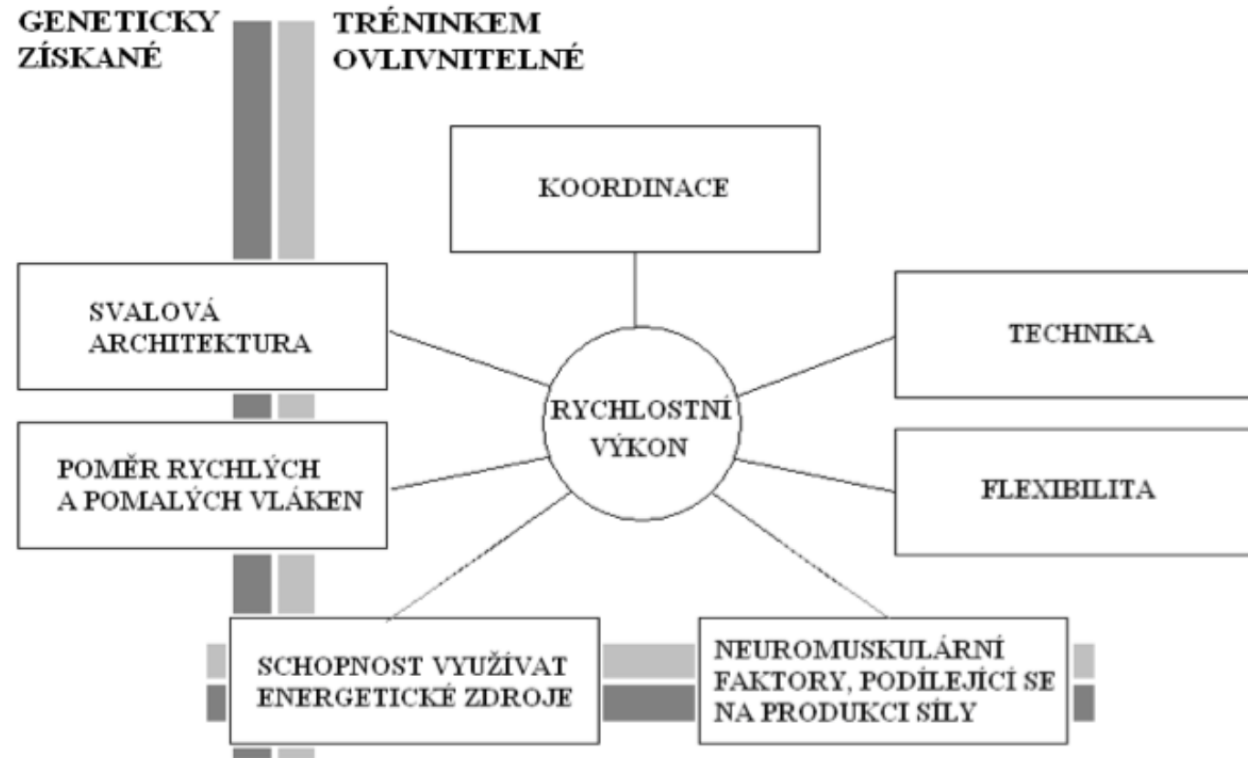 GENETICKY
ZÍSKANÉ
TRÉNINKEM
OVLIVNITELNÉ
KOORDINACE
SVALOVÁ
ARCHITEKTURA
TECHNIKA
RYCHLOSTNÍ
VÝKON
POMĚR RYCHLÝCH
A POMALÝCH VLÁKEN
FLEXIBILITA
SCHOPNOST VYUŽÍVAT
ENERGETICKÉ ZDROJE
NEUROMUSKULÁRNÍ
FAKTORY, PODÍLEJÍCÍ SE
NA PRODUKCI SÍLY